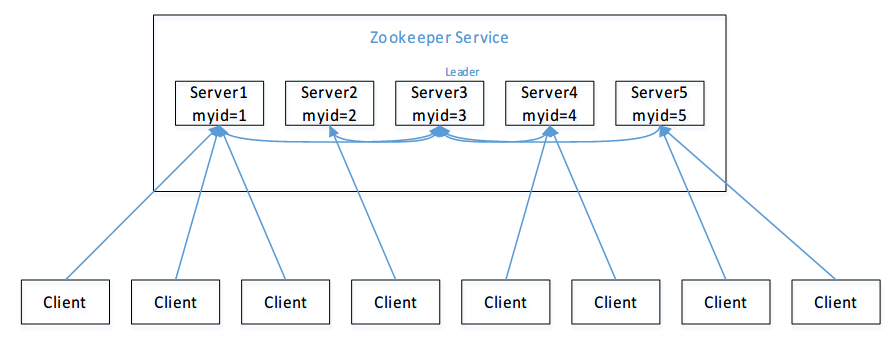 Zookeeper Service
Leader
Server1
myid=1
Server2
myid=2
Server3
myid=3
Server4
myid=4
Server5
myid=5
Client
Client
Client
Client
Client
Client
Client
Client